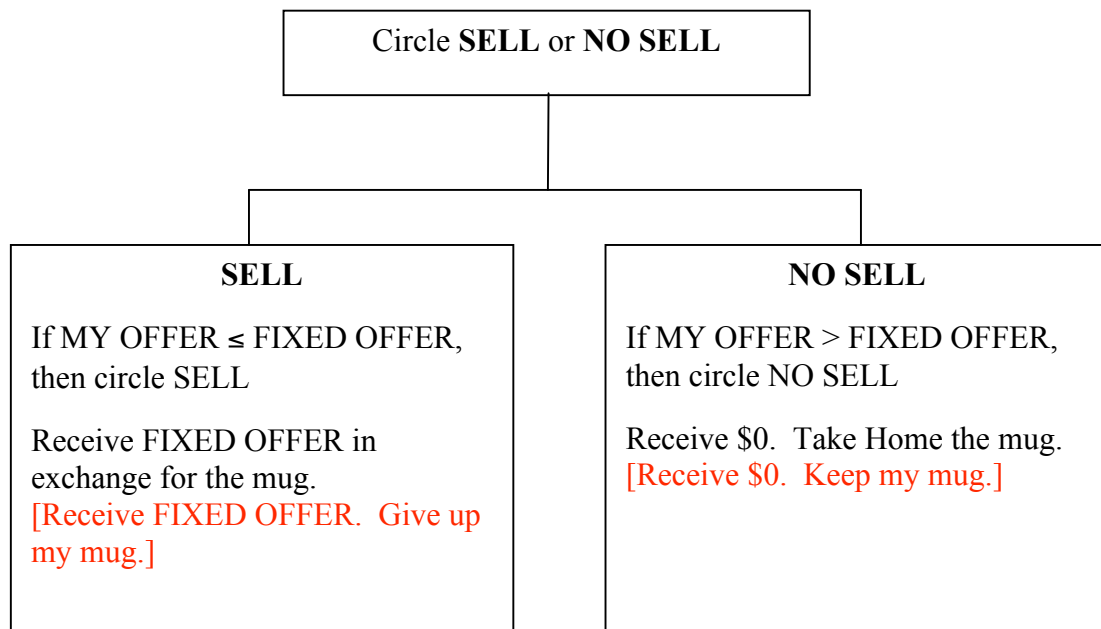 Circle SELL or NO SELL
SELL
If MY OFFER ≤ FIXED OFFER,
then circle SELL
Receive FIXED OFFER in
exchange for the mug.
[Receive FIXED OFFER.  Give up
my mug.]
NO SELL
If MY OFFER > FIXED OFFER,
then circle NO SELL
Receive $0.  Take Home the mug.
[Receive $0.  Keep my mug.]